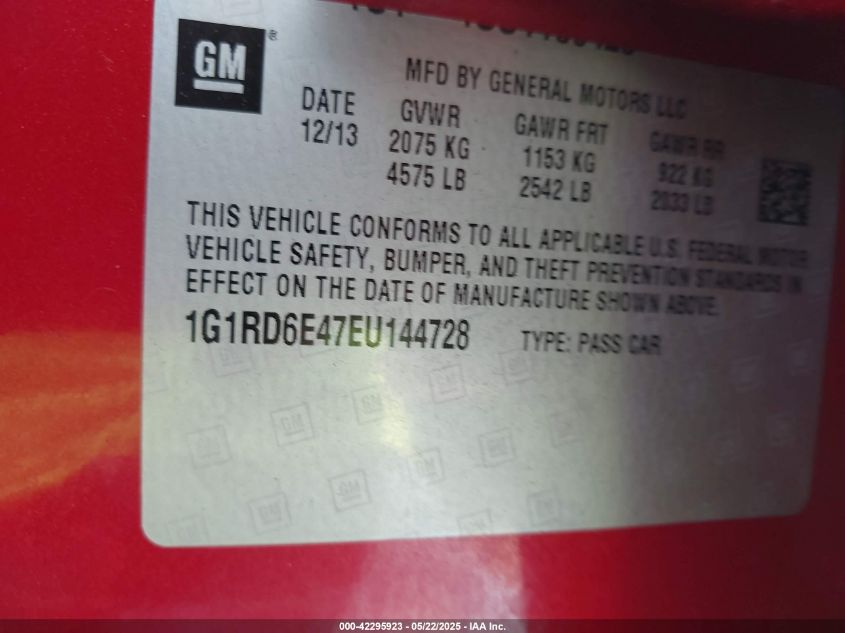 GM
MFD BY GENERAL MOTORS LLC
DATE GVWR GAWR FRT GAWR RR
12/13 2075 KG 1153 KG 922 KG
4575 LB 2542 LB 2033 LB
THIS VEHICLE CONFORMS TO ALL APPLICABLE U.S. FEDERAL MOTOR
VEHICLE SAFETY, BUMPER, AND THEFT PREVENTION STANDARDS IN
EFFECT ON THE DATE OF MANUFACTURE SHOWN ABOVE.
1G1RD6E47EU144728 TYPE: PASS CAR
000-42295923 - 05/22/2025 - IAA Inc.